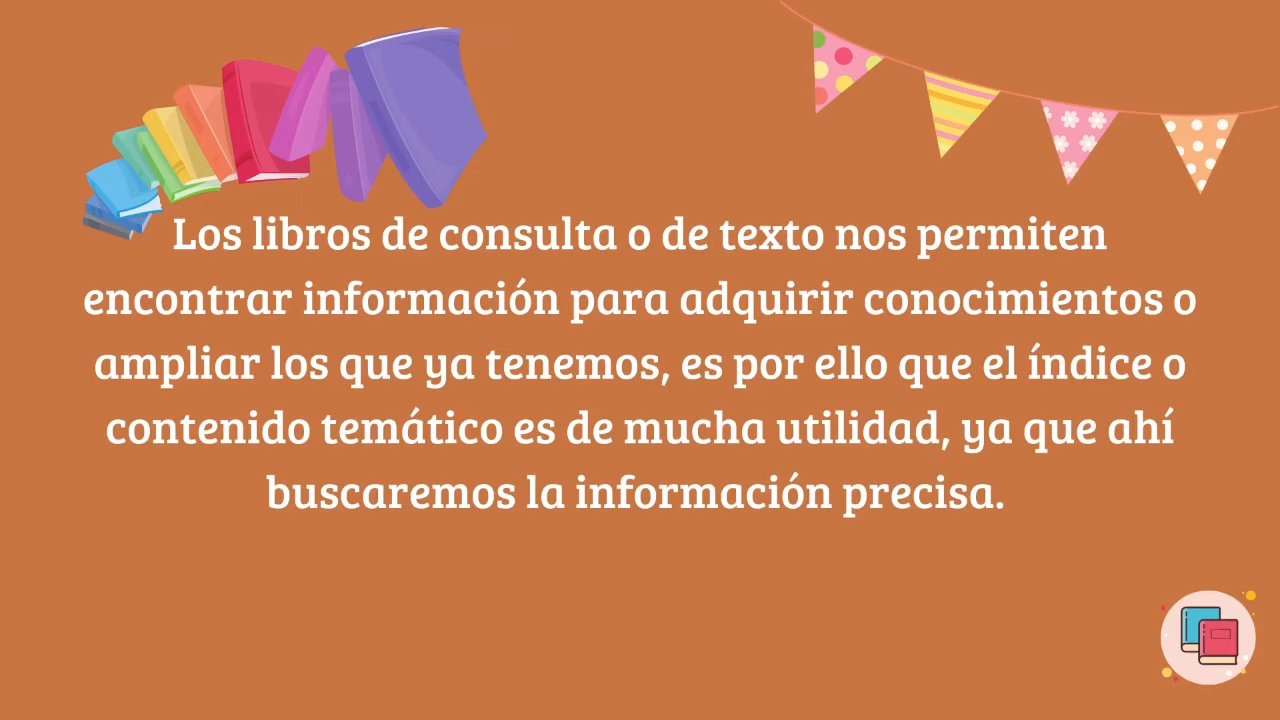 Los libros de consulta o de texto nos permiten
encontrar información para adquirir conocimientos o
ampliar los que ya tenemos, es por ello que el índice o
contenido temático es de mucha utilidad, ya que ahí
buscaremos la información precisa.